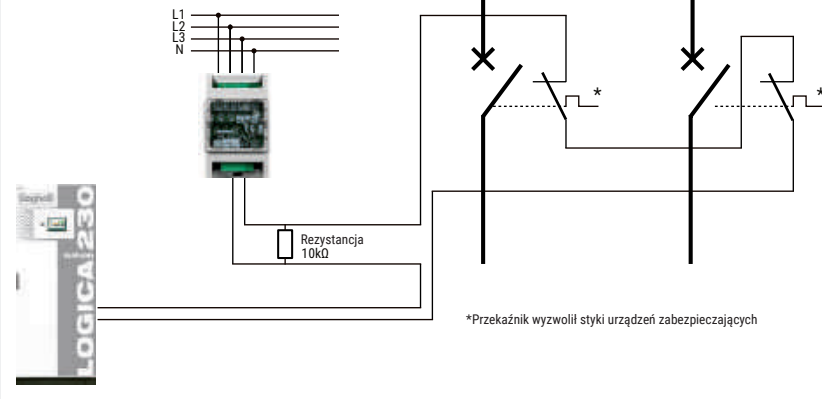 L1
L2
L3
N
*
*
Rezystancja
10kΩ
LOGICA
230
*Przekaźnik wyzwolił styki urządzeń zabezpieczających